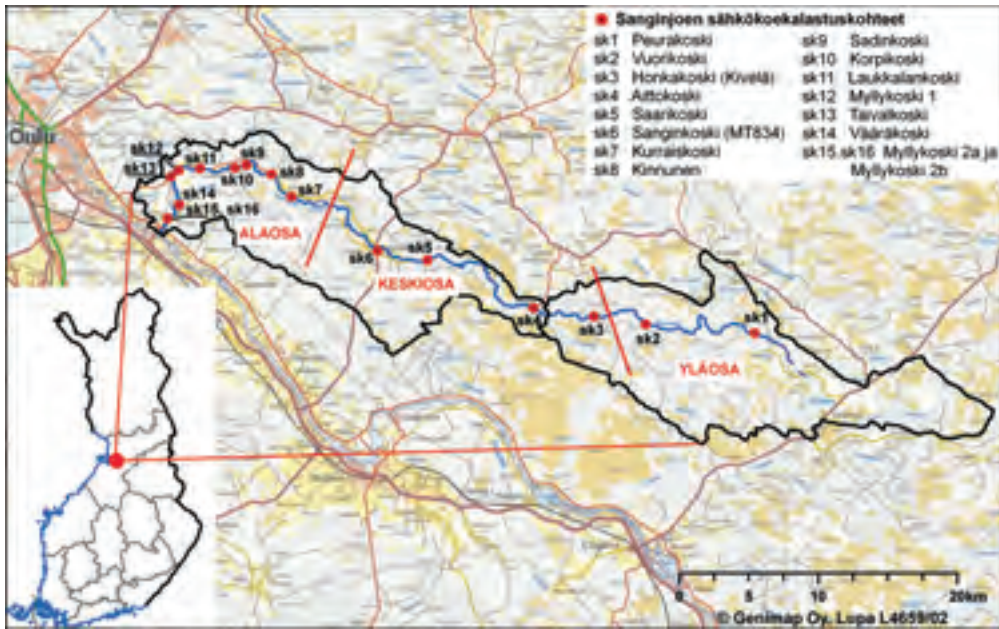 Sanginjoen sähkökoekalastuskohteet
sk1 Peurakoski
sk2 Vuorikoski
sk3 Honkakoski (Kivelä)
sk4 Aittokoski
sk5 Saarikoski
sk6 Sanginkoski (MT834)
sk7 Kurraiskoski
sk8 Kinnunen
sk9 Sadinkoski
sk10 Korpikoski
sk11 Laukkalankoski
sk12 Myllykoski 1
sk13 Taivalkoski
sk14 Vääräkoski
sk15,sk16 Myllykoski 2a ja
Myllykoski 2b
Oulu
sk12
sk13
sk11
sk9
sk10
sk8
sk7
sk14
sk15, sk16
ALAOSA
sk6
sk5
KESKIOSA
sk4
sk3
sk2
sk1
YLÄOSA
0 5 10 20km
© Genimap Oy, Lupa L4659/02